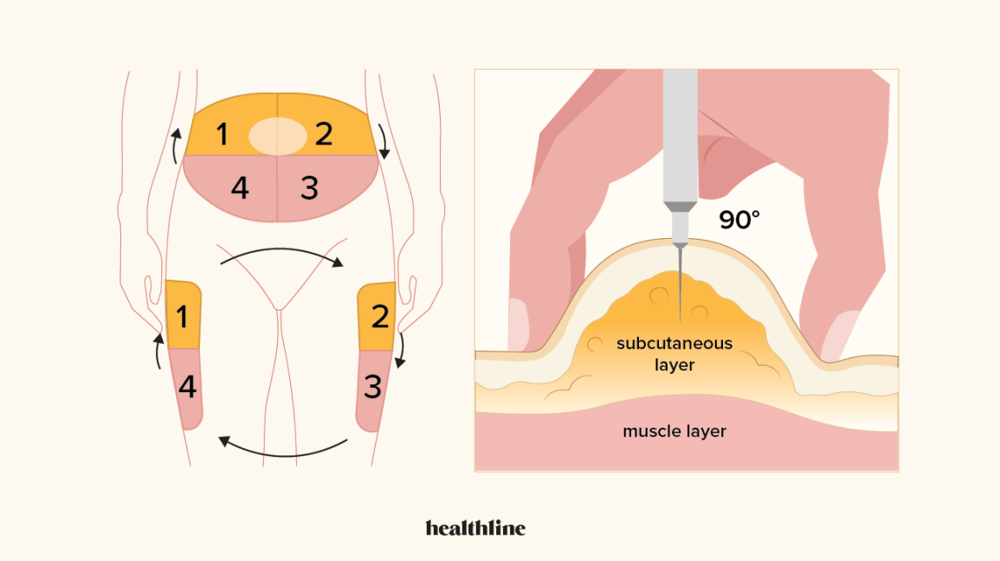 1 2
4 3
1 2
4 3
90°
subcutaneous
layer
muscle layer
healthline